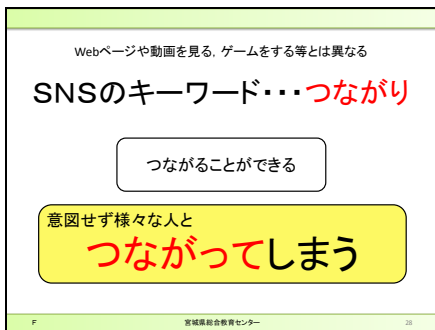 Webページや動画を見る，ゲームをする等とは異なる
ＳＮＳのキーワード・・・つながり
つながることができる
意図せず様々な人と
つながってしまう
F 宮城県総合教育センター 28